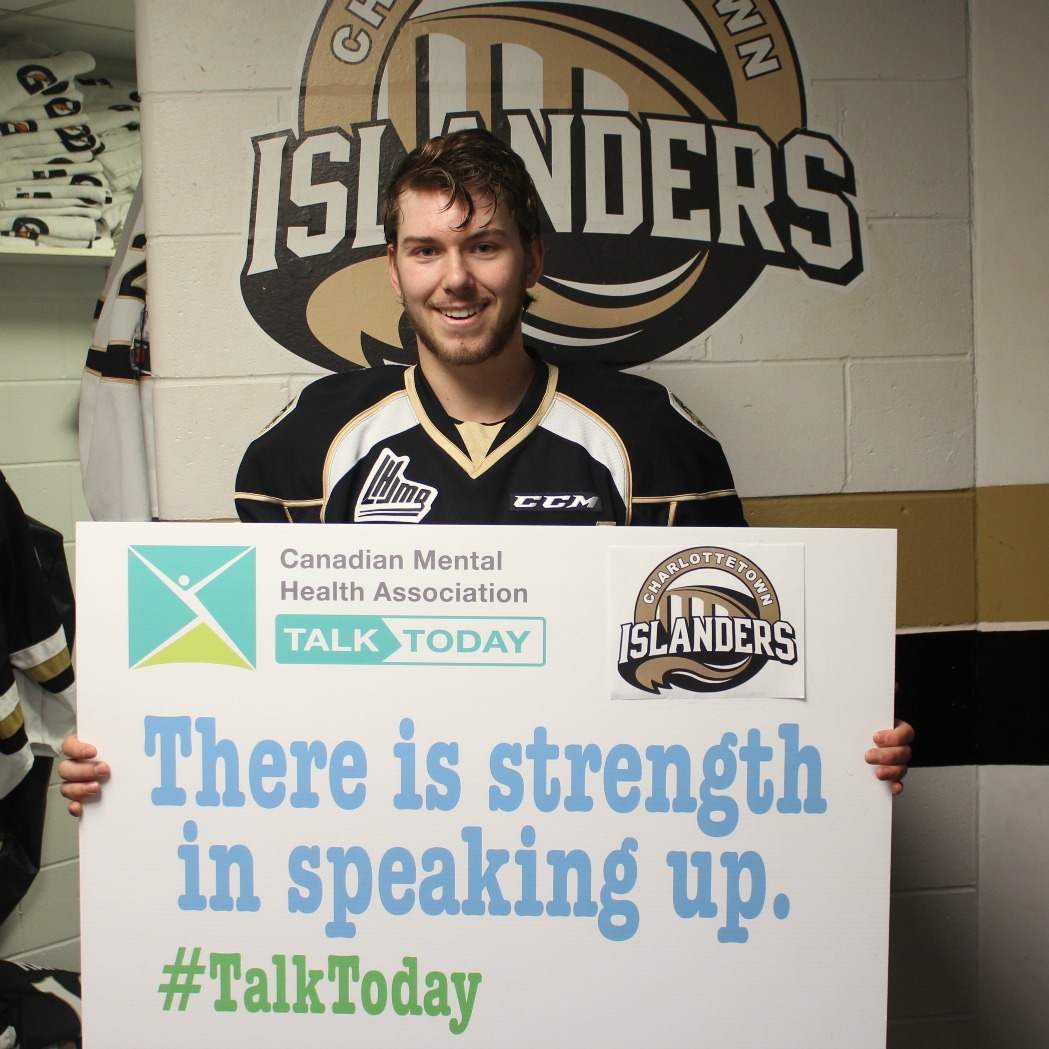 CHARLOTTETOWN
ISLANDERS
LHJMQ
CCM
Canadian Mental
Health Association
TALK TODAY
CHARLOTTETOWN
ISLANDERS
There is strength
in speaking up.
#TalkToday